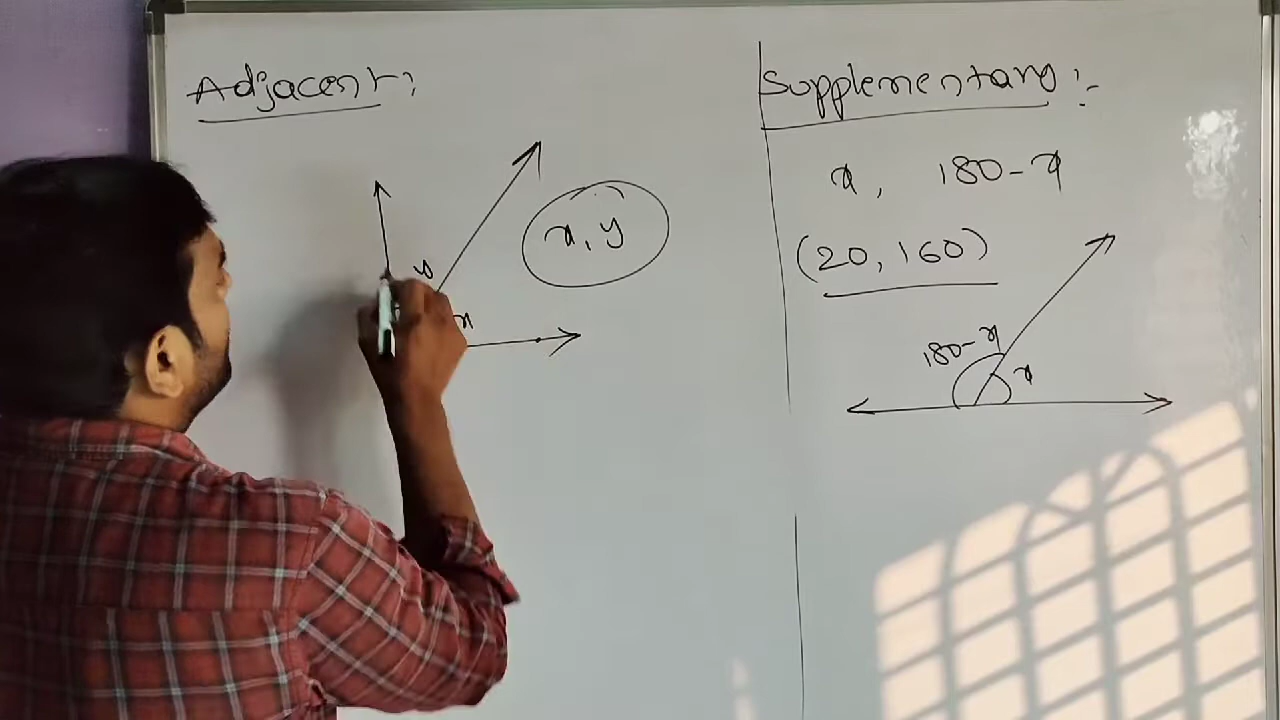 Adjacent:
x, y
y
x
Supplementary :-
x, 180-x
(20, 160)
180-x
x